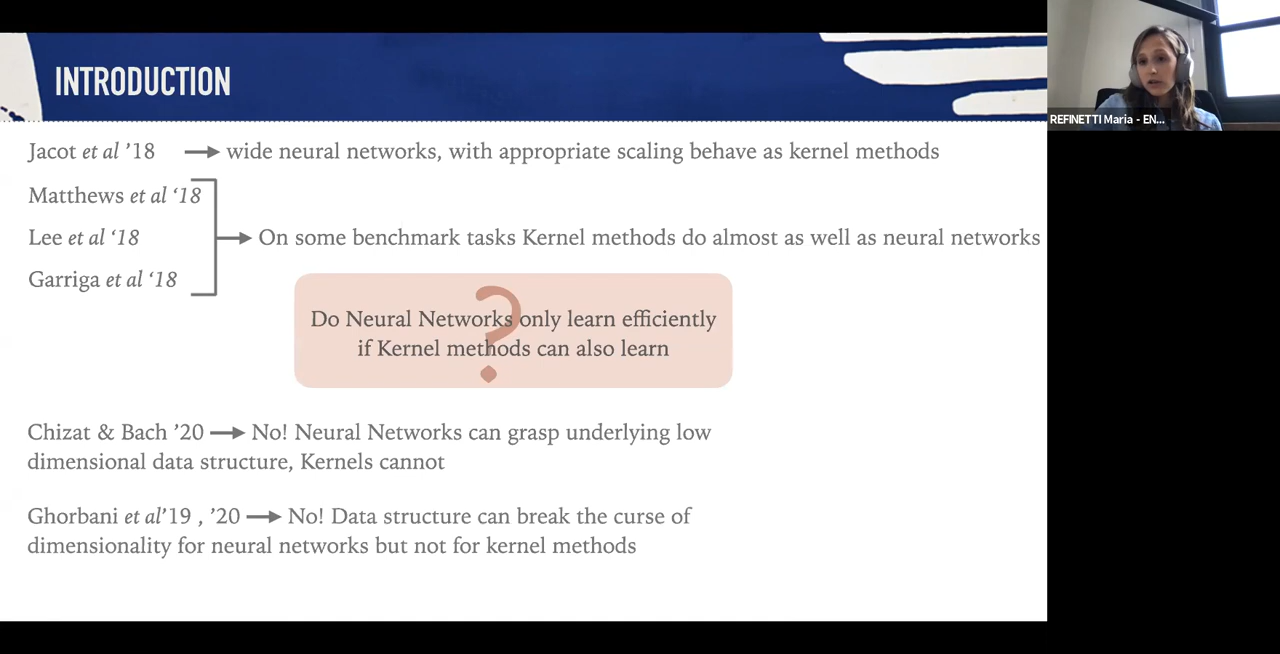 INTRODUCTION
REFINETTI Maria - EN...
Jacot et al ’18 → wide neural networks, with appropriate scaling behave as kernel methods
Matthews et al ‘18
Lee et al ‘18 → On some benchmark tasks Kernel methods do almost as well as neural networks
Garriga et al ‘18
?
Do Neural Networks only learn efficiently
if Kernel methods can also learn
Chizat & Bach ’20 → No! Neural Networks can grasp underlying low
dimensional data structure, Kernels cannot
Ghorbani et al’19 , ’20 → No! Data structure can break the curse of
dimensionality for neural networks but not for kernel methods